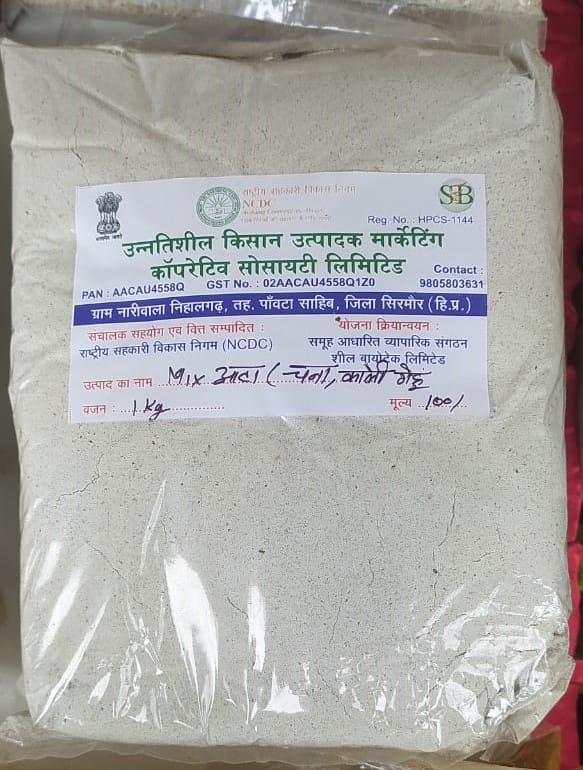 राष्ट्रीय सहकारी विकास निगम
NCDC
S3B
Reg. No. : HPCS-1144
उन्नतिशील किसान उत्पादक मार्केटिंग
कॉपरेटिव सोसायटी लिमिटिड
Contact :
PAN : AACAU4558Q GST No. : 02AACAU4558Q1Z0 9805803631
ग्राम नारीवाला निहालगढ़, तह. पाँवटा साहिब, जिला सिरमौर (हि.प्र.)
संचालक सहयोग एवं वित्त सम्पादित : योजना क्रियान्वयन :
राष्ट्रीय सहकारी विकास निगम (NCDC) समूह आधारित व्यापारिक संगठन
शील बायोटेक लिमिटेड
उत्पाद का नाम Mix आटा (चना, काली गेहूं
वजन : 1 Kg मूल्य 100/